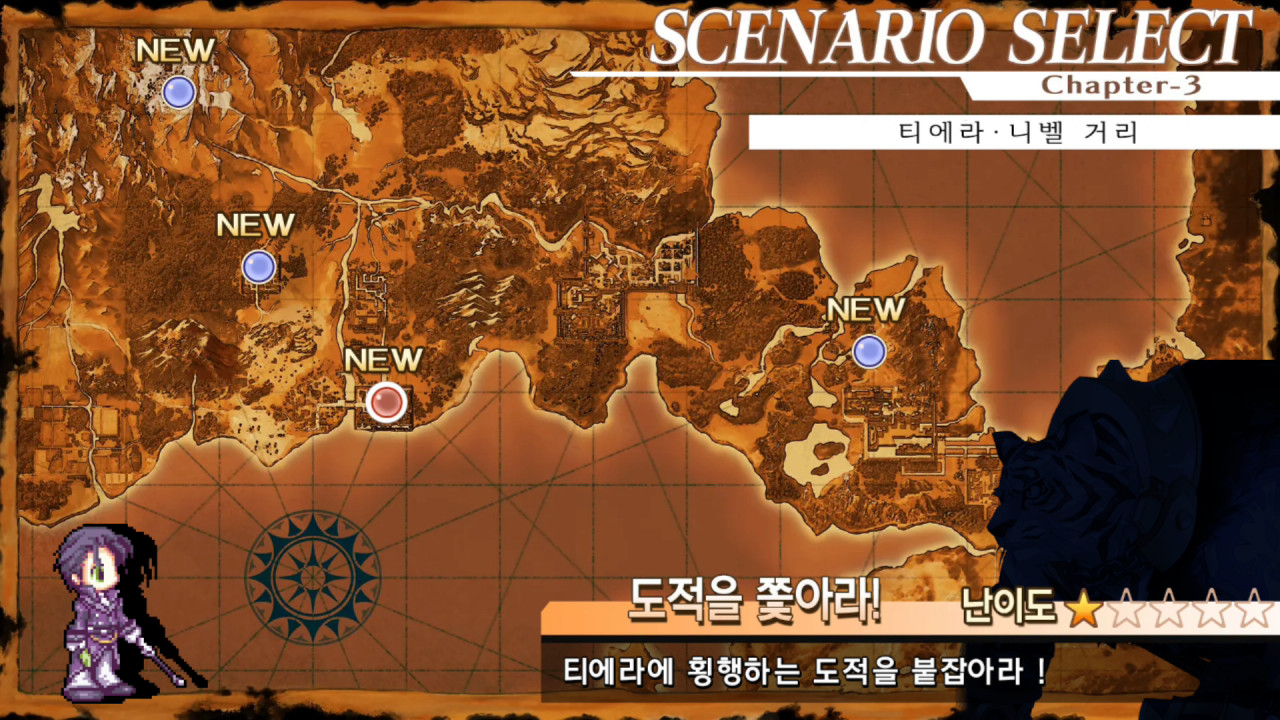 SCENARIO SELECT
NEW
Chapter-3
티에라·니벨 거리
NEW
NEW
NEW
도적을 쫓아라!
난이도
티에라에 횡행하는 도적을 붙잡아라 !